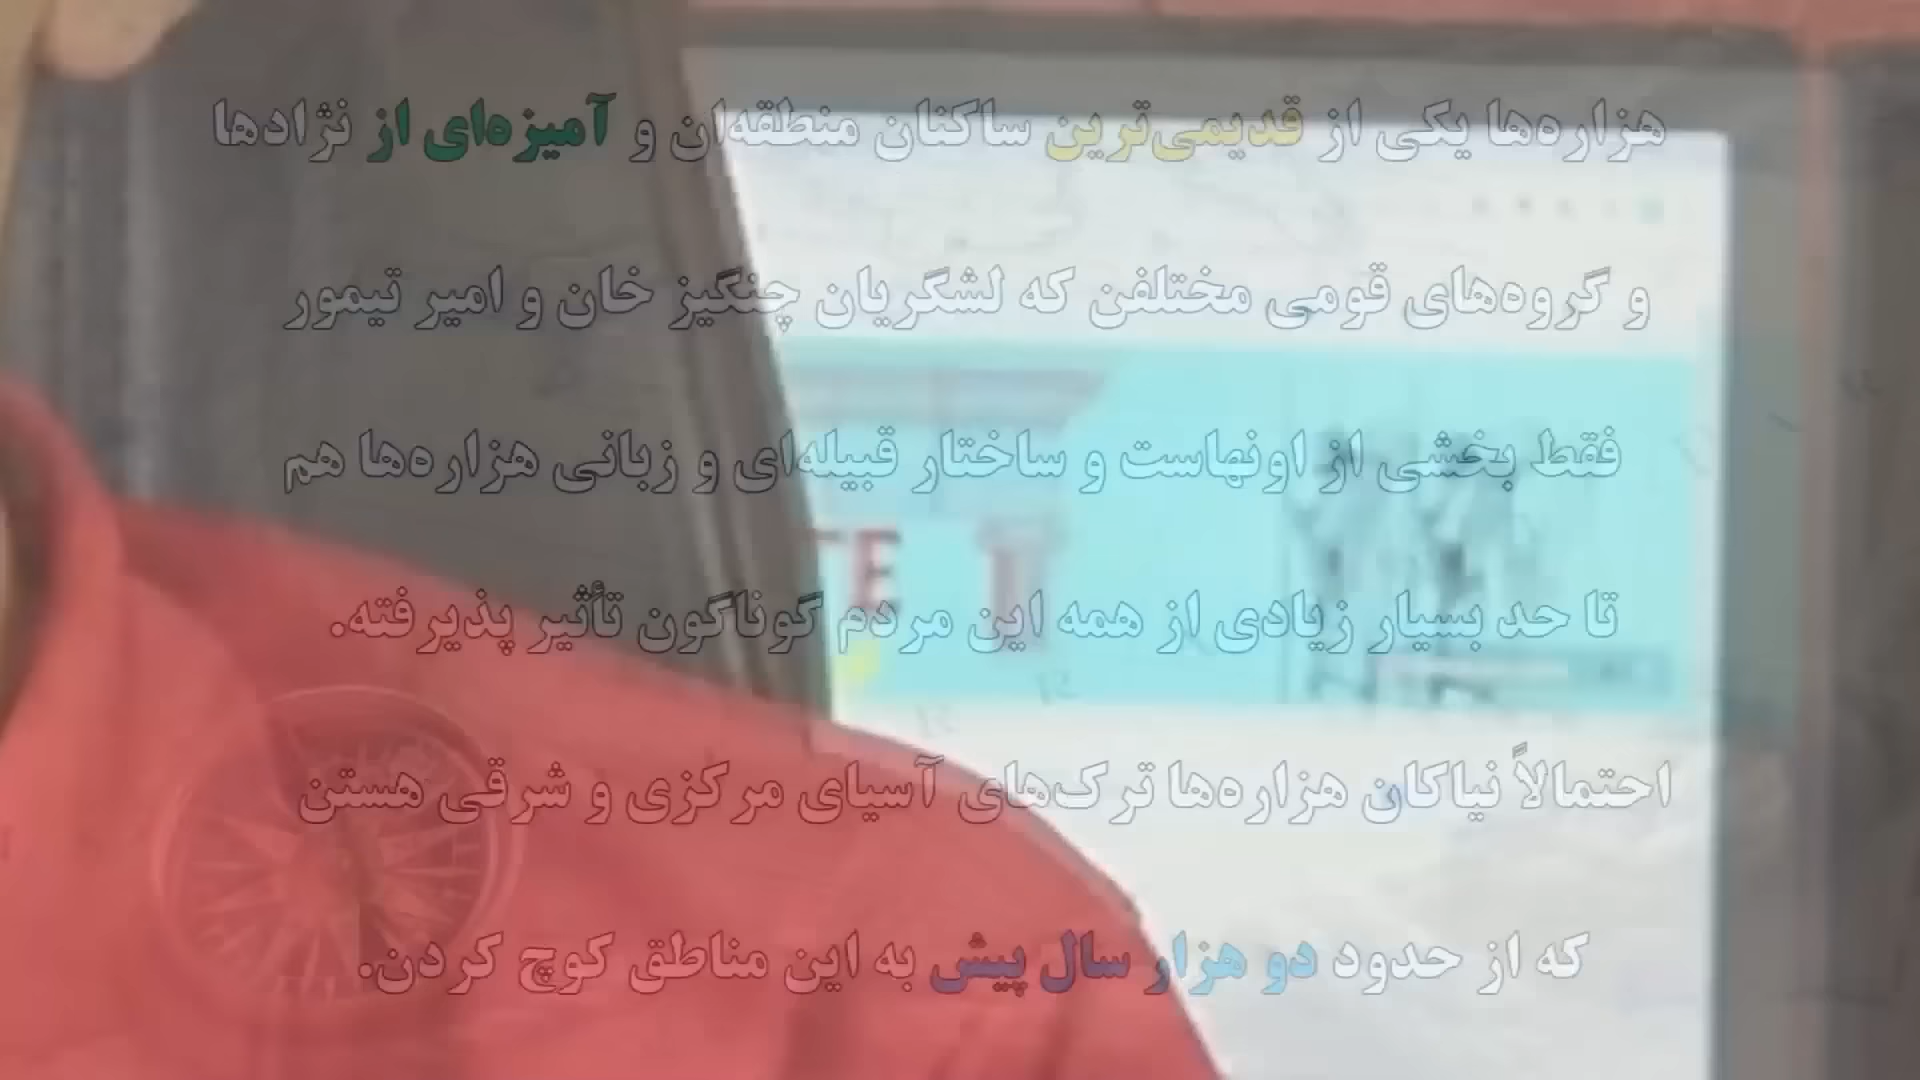 هزاره‌ها یکی از قدیمی‌ترین ساکنان منطقه‌ان و آمیزه‌ای از نژادها
و گروه‌های قومی مختلفن که لشگریان چنگیز خان و امیر تیمور
فقط بخشی از اونهاست و ساختار قبیله‌ای و زبانی هزاره‌ها هم
تا حد بسیار زیادی از همه این مردم گوناگون تأثیر پذیرفته.
احتمالاً نیاکان هزاره‌ها ترک‌های آسیای مرکزی و شرقی هستن
که از حدود دو هزار سال پیش به این مناطق کوچ کردن.